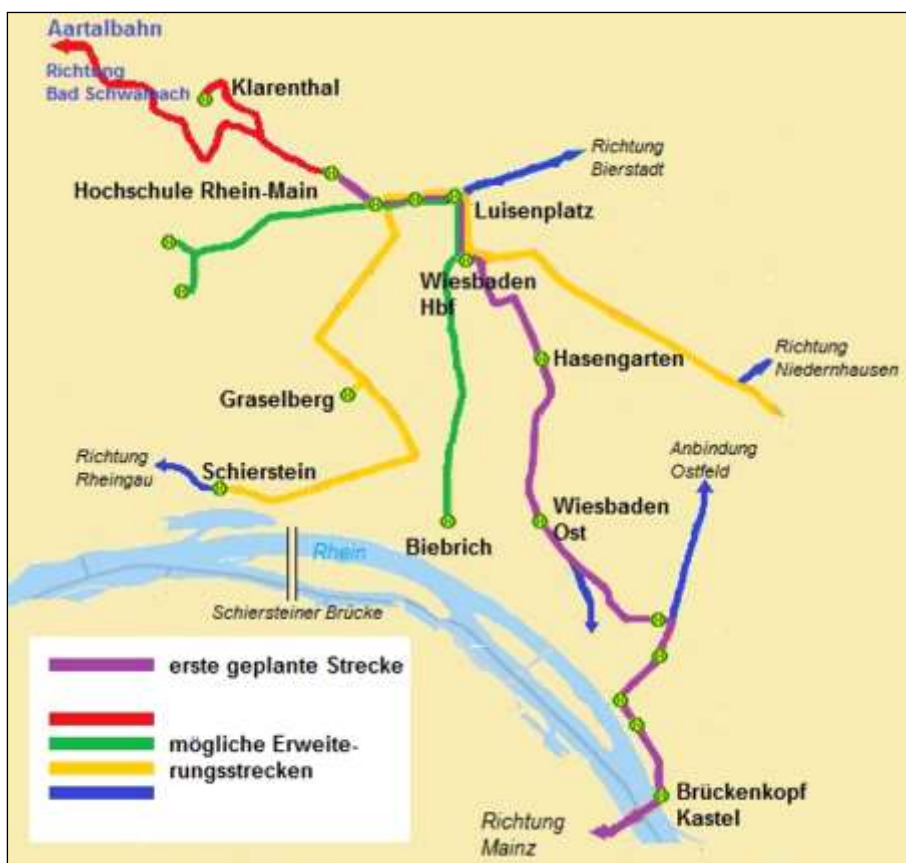 Aartalbahn
Richtung
Bad Schwalbach
Klarenthal
Hochschule Rhein-Main
Richtung
Bierstadt
Luisenplatz
Wiesbaden
Hbf
Hasengarten
Richtung
Niedernhausen
Graselberg
Anbindung
Ostfeld
Richtung
Rheingau
Schierstein
Wiesbaden
Ost
Biebrich
Rhein
Schiersteiner Brücke
erste geplante Strecke
mögliche Erweite-
rungsstrecken
Brückenkopf
Kastel
Richtung
Mainz